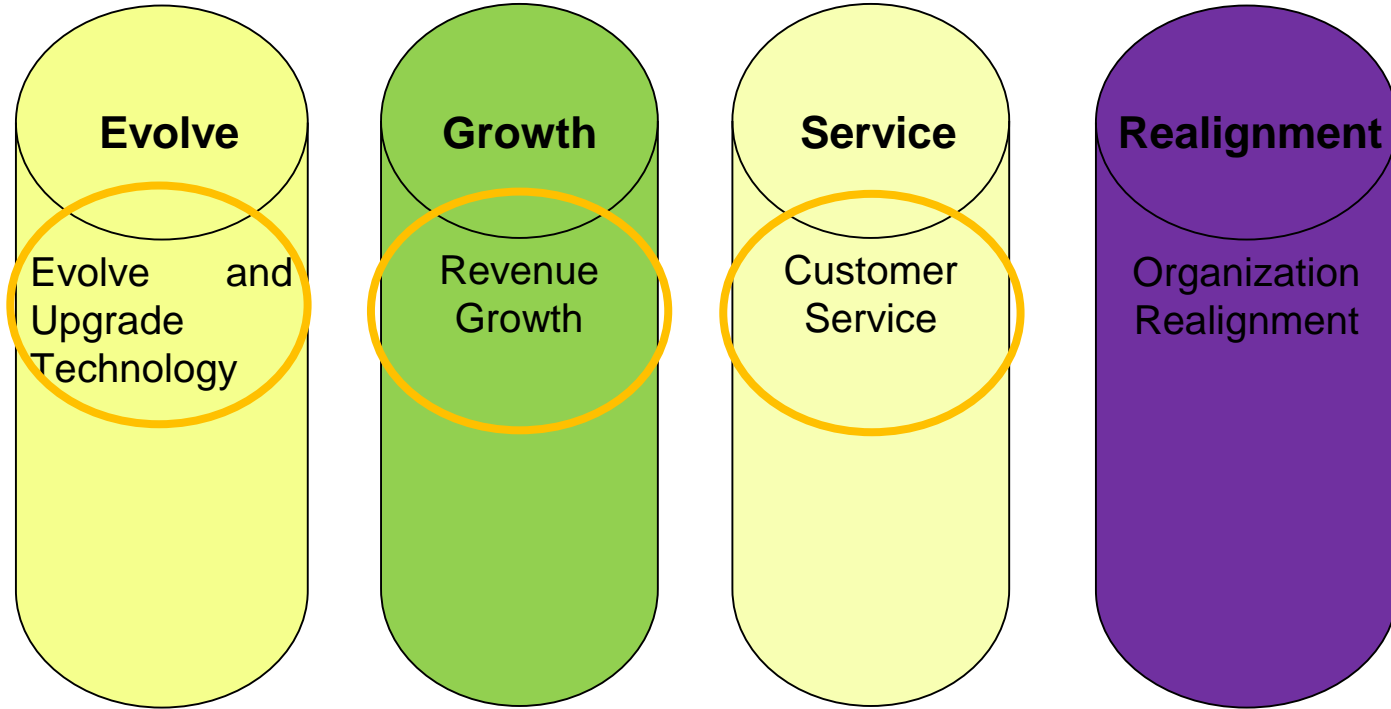 Evolve
Evolve and
Upgrade
Technology
Growth
Revenue
Growth
Service
Customer
Service
Realignment
Organization
Realignment